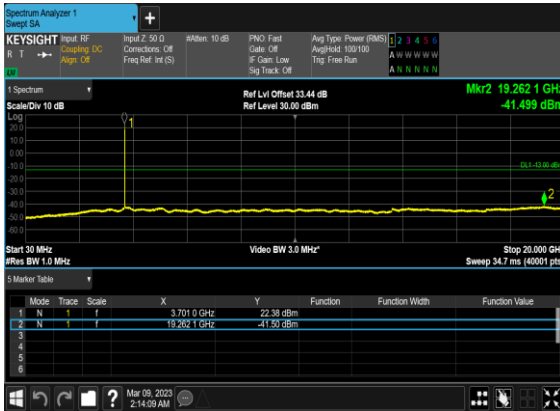 Spectrum Analyzer 1
Swept SA
+
KEYSIGHT Input: RF Input Z: 50 Ω #Atten: 10 dB PNO: Fast Avg Type: Power (RMS) 1 2 3 4 5 6
R T Coupling: DC Corrections: Off Gate: Off Avg|Hold: 100/100 A W W W W W
Align: Off Freq Ref: Int (S) IF Gain: Low Trig: Free Run
Sig Track: Off A N N N N N
1 Spectrum Ref Lvl Offset 33.44 dB Mkr2 19.262 1 GHz
Scale/Div 10 dB Ref Level 30.00 dBm -41.499 dBm
Log
20.0
10.0
0.00
-10.0
-20.0
-30.0
-40.0
-50.0
-60.0
1
DL1 -13.00 dBm
2
Start 30 MHz Video BW 3.0 MHz* Stop 20.000 GHz
#Res BW 1.0 MHz Sweep 34.7 ms (40001 pts)
5 Marker Table
Mode Trace Scale X Y Function Function Width Function Value
1 N 1 f 3.701 0 GHz 22.38 dBm
2 N 1 f 19.262 1 GHz -41.50 dBm
3
4
5
6
? Mar 09, 2023
2:14:09 AM